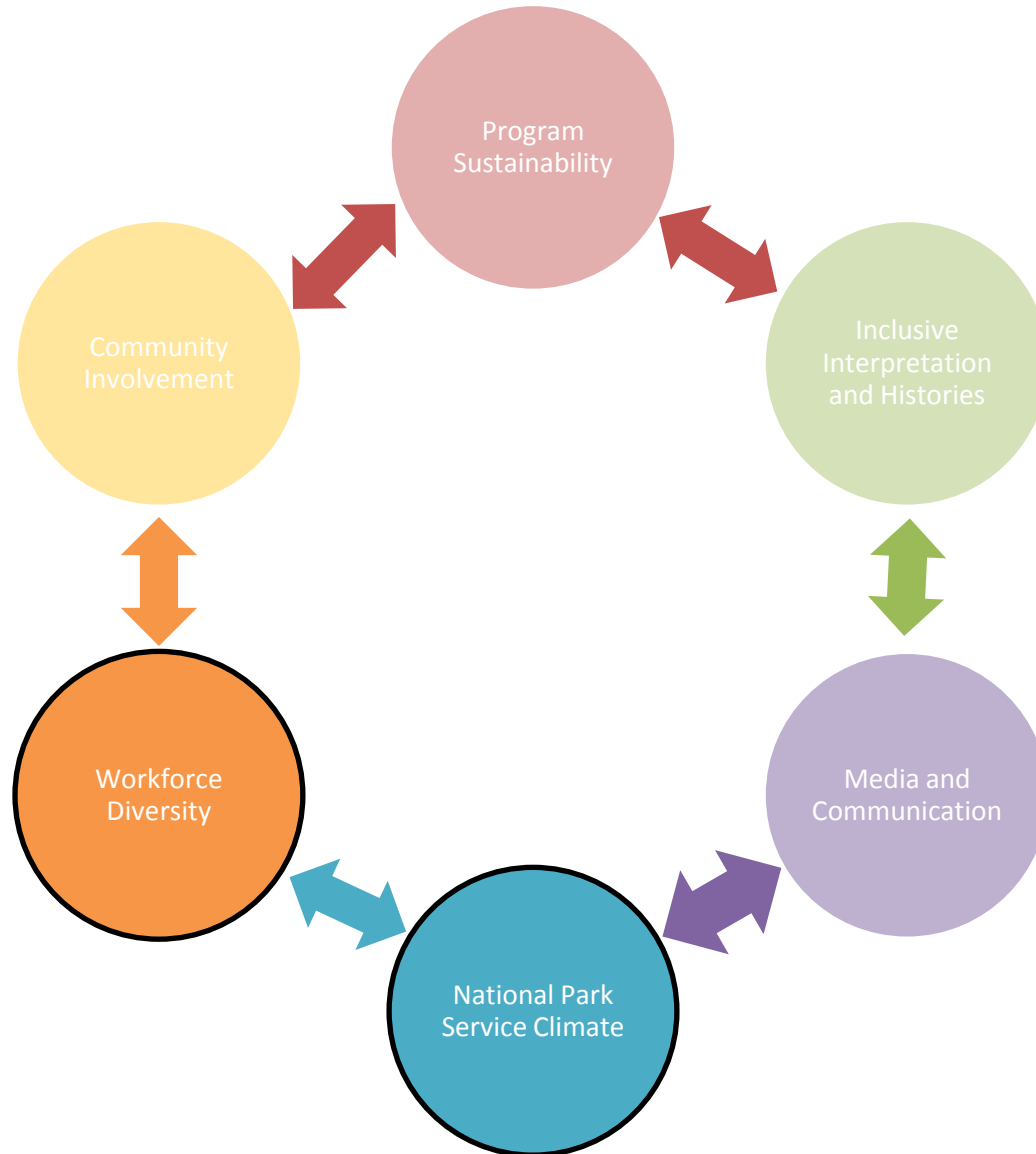 Program
Sustainability
Inclusive
Interpretation
and Histories
Media and
Communication
National Park
Service Climate
Workforce
Diversity
Community
Involvement